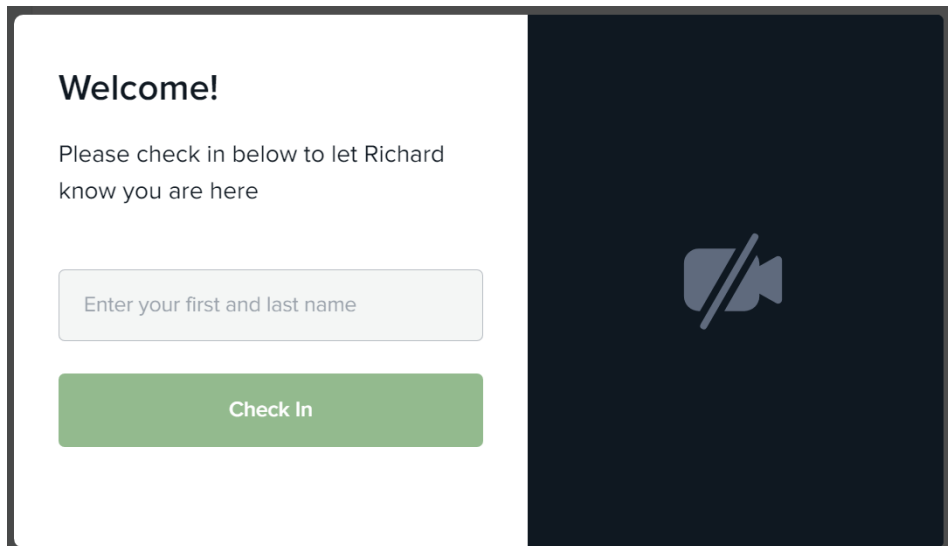 Welcome!
Please check in below to let Richard
know you are here
Enter your first and last name
Check In